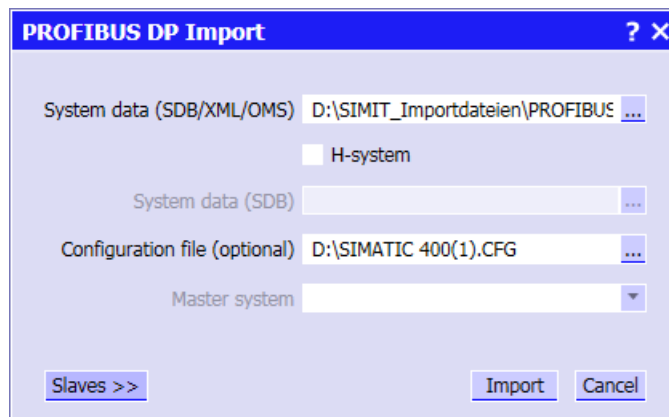 PROFIBUS DP Import ? ×
System data (SDB/XML/OMS) D:\SIMIT_Importdateien\PROFIBUS ...
H-system
System data (SDB) ...
Configuration file (optional) D:\SIMATIC 400(1).CFG ...
Master system
Slaves >> Import Cancel